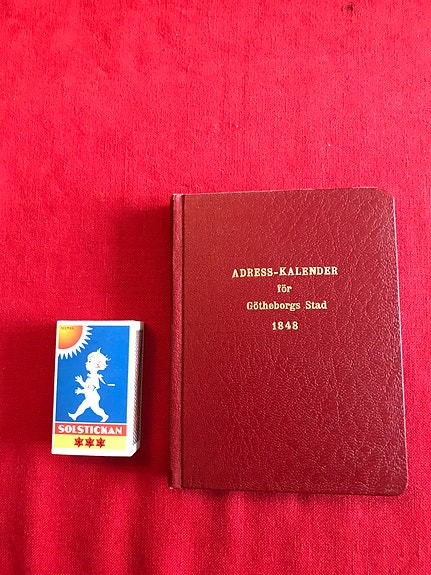 ADRESS-KALENDER
för
Götheborgs Stad
1848
SOLSTICKAN